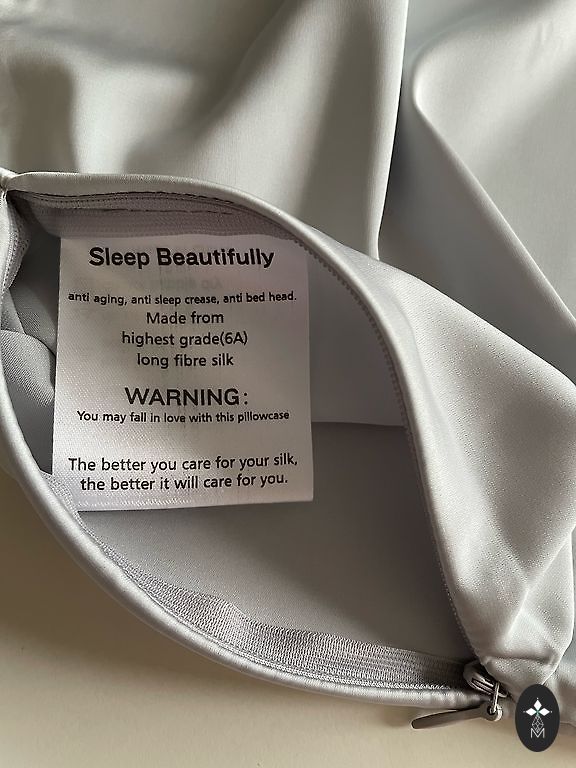 Sleep Beautifully
anti aging, anti sleep crease, anti bed head.
Made from
highest grade(6A)
long fibre silk
WARNING:
You may fall in love with this pillowcase
The better you care for your silk,
the better it will care for you.
M